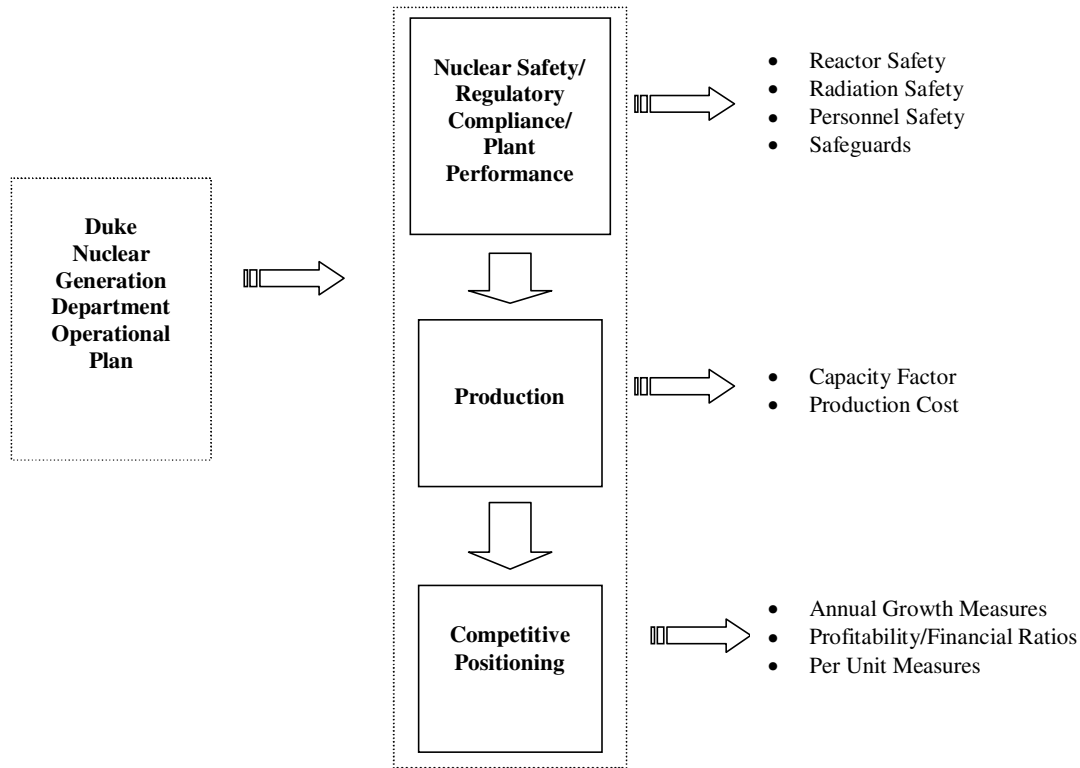 Duke
Nuclear
Generation
Department
Operational
Plan
Nuclear Safety/
Regulatory
Compliance/
Plant
Performance
• Reactor Safety
• Radiation Safety
• Personnel Safety
• Safeguards
Production
• Capacity Factor
• Production Cost
Competitive
Positioning
• Annual Growth Measures
• Profitability/Financial Ratios
• Per Unit Measures